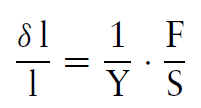 δl/l = 1/Y · F/S